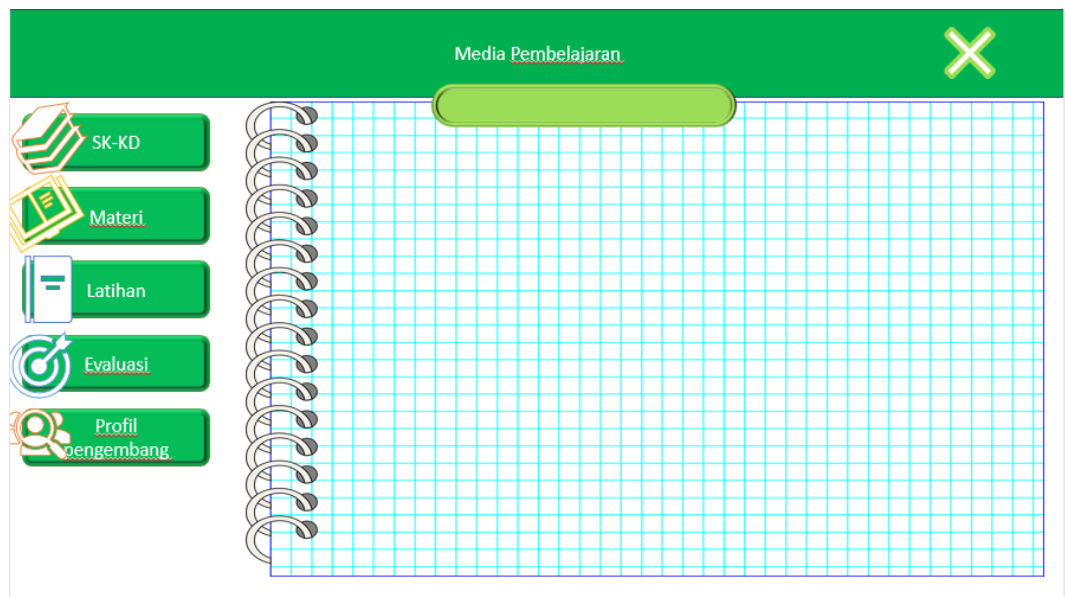 Media Pembelajaran
SK-KD
Materi
Latihan
Evaluasi
Profil
pengembang